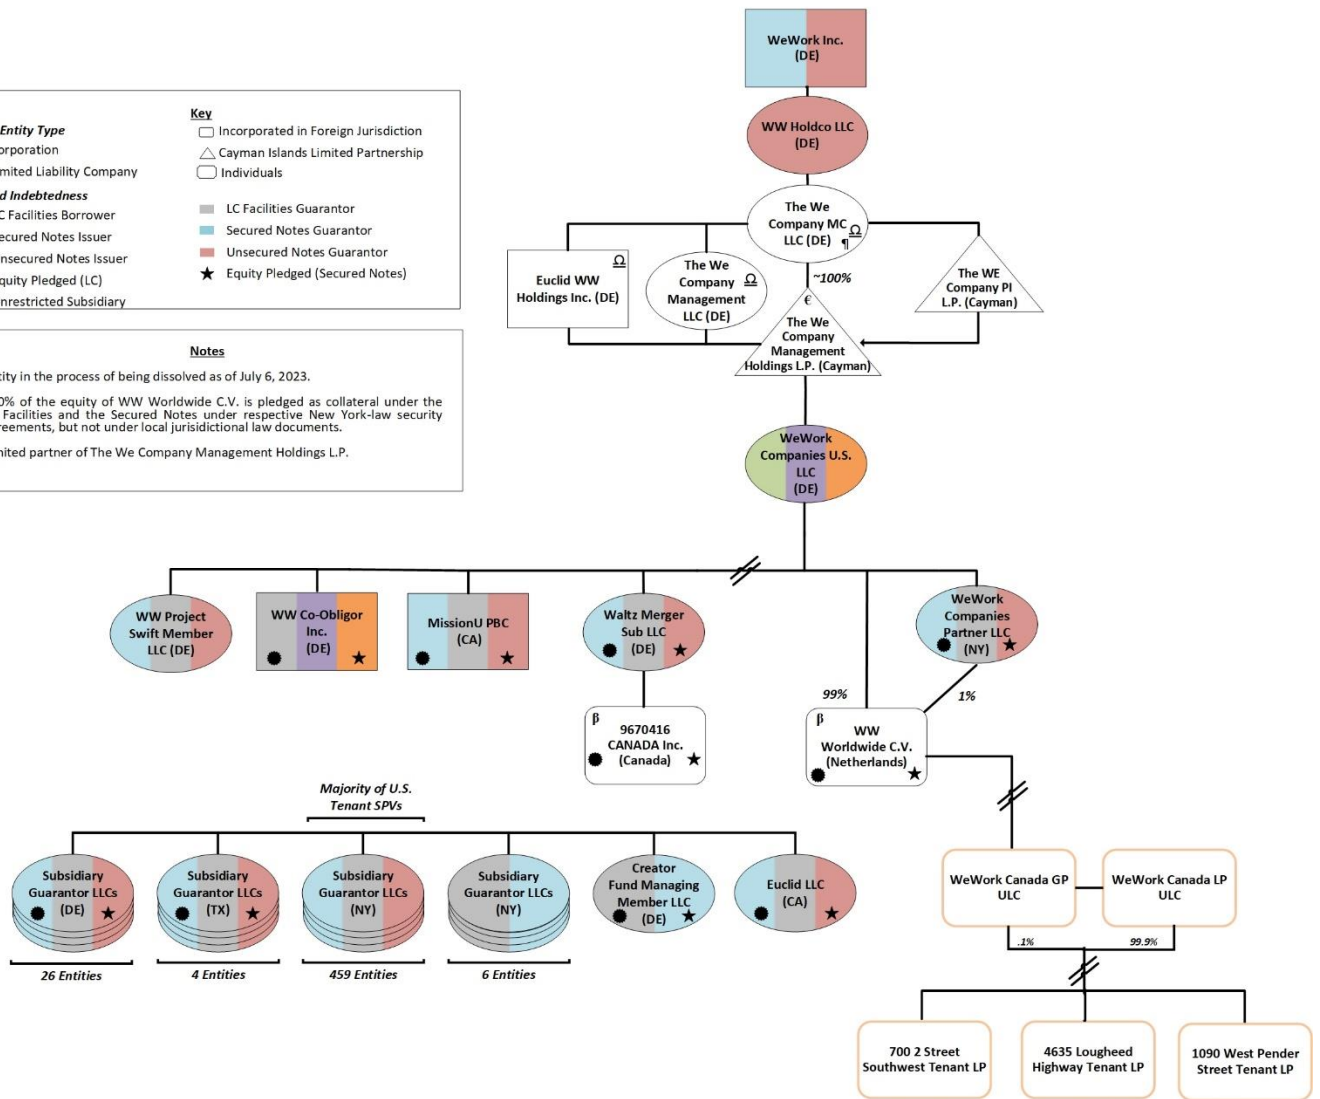 WeWork Inc.
(DE)
WW Holdco LLC
(DE)
Entity Type
orporation
mited Liability Company
d Indebtedness
C Facilities Borrower
ecured Notes Issuer
nsecured Notes Issuer
quity Pledged (LC)
nrestricted Subsidiary
Key
Incorporated in Foreign Jurisdiction
Cayman Islands Limited Partnership
Individuals
LC Facilities Guarantor
Secured Notes Guarantor
Unsecured Notes Guarantor
Equity Pledged (Secured Notes)
The We
Company MC
LLC (DE)
Ω
¶
Ω
Euclid WW
Holdings Inc. (DE)
The We
Company
Management
LLC (DE)
Ω
~100%
€
The We
Company
Management
Holdings L.P. (Cayman)
The WE
Company PI
L.P. (Cayman)
Notes
tity in the process of being dissolved as of July 6, 2023.
0% of the equity of WW Worldwide C.V. is pledged as collateral under the
Facilities and the Secured Notes under respective New York-law security
reements, but not under local jurisdictional law documents.
mited partner of The We Company Management Holdings L.P.
WeWork
Companies U.S.
LLC
(DE)
WW Project
Swift Member
LLC (DE)
WW Co-Obligor
Inc.
(DE)
MissionU PBC
(CA)
Waltz Merger
Sub LLC
(DE)
WeWork
Companies
Partner LLC
(NY)
99%
1%
β
9670416
CANADA Inc.
(Canada)
β
WW
Worldwide C.V.
(Netherlands)
Majority of U.S.
Tenant SPVs
Subsidiary
Guarantor LLCs
(DE)
Subsidiary
Guarantor LLCs
(TX)
Subsidiary
Guarantor LLCs
(NY)
Subsidiary
Guarantor LLCs
(NY)
Creator
Fund Managing
Member LLC
(DE)
Euclid LLC
(CA)
26 Entities
4 Entities
459 Entities
6 Entities
WeWork Canada GP
ULC
WeWork Canada LP
ULC
.1%
99.9%
700 2 Street
Southwest Tenant LP
4635 Lougheed
Highway Tenant LP
1090 West Pender
Street Tenant LP